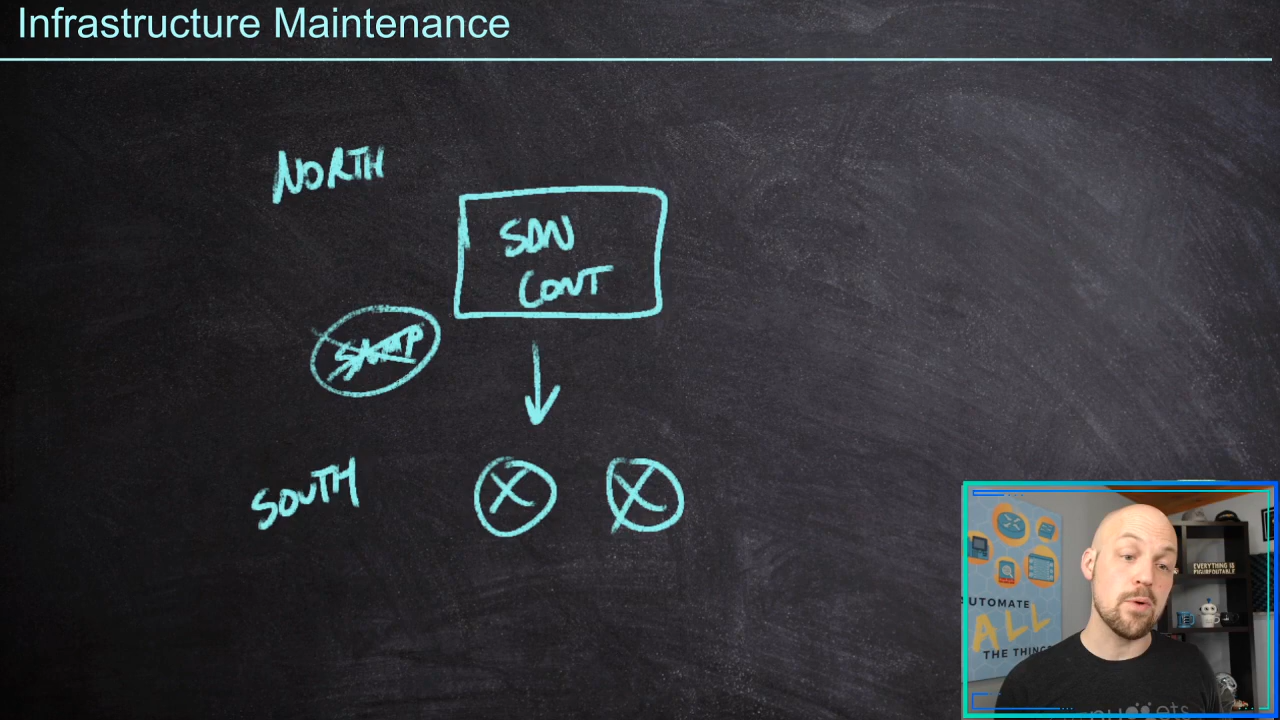 Infrastructure Maintenance
NORTH
SDN
CONT
SOUTH
EVERYTHING IS
FIGUREOUTABLE
AUTOMATE
ALL
THE THINGS